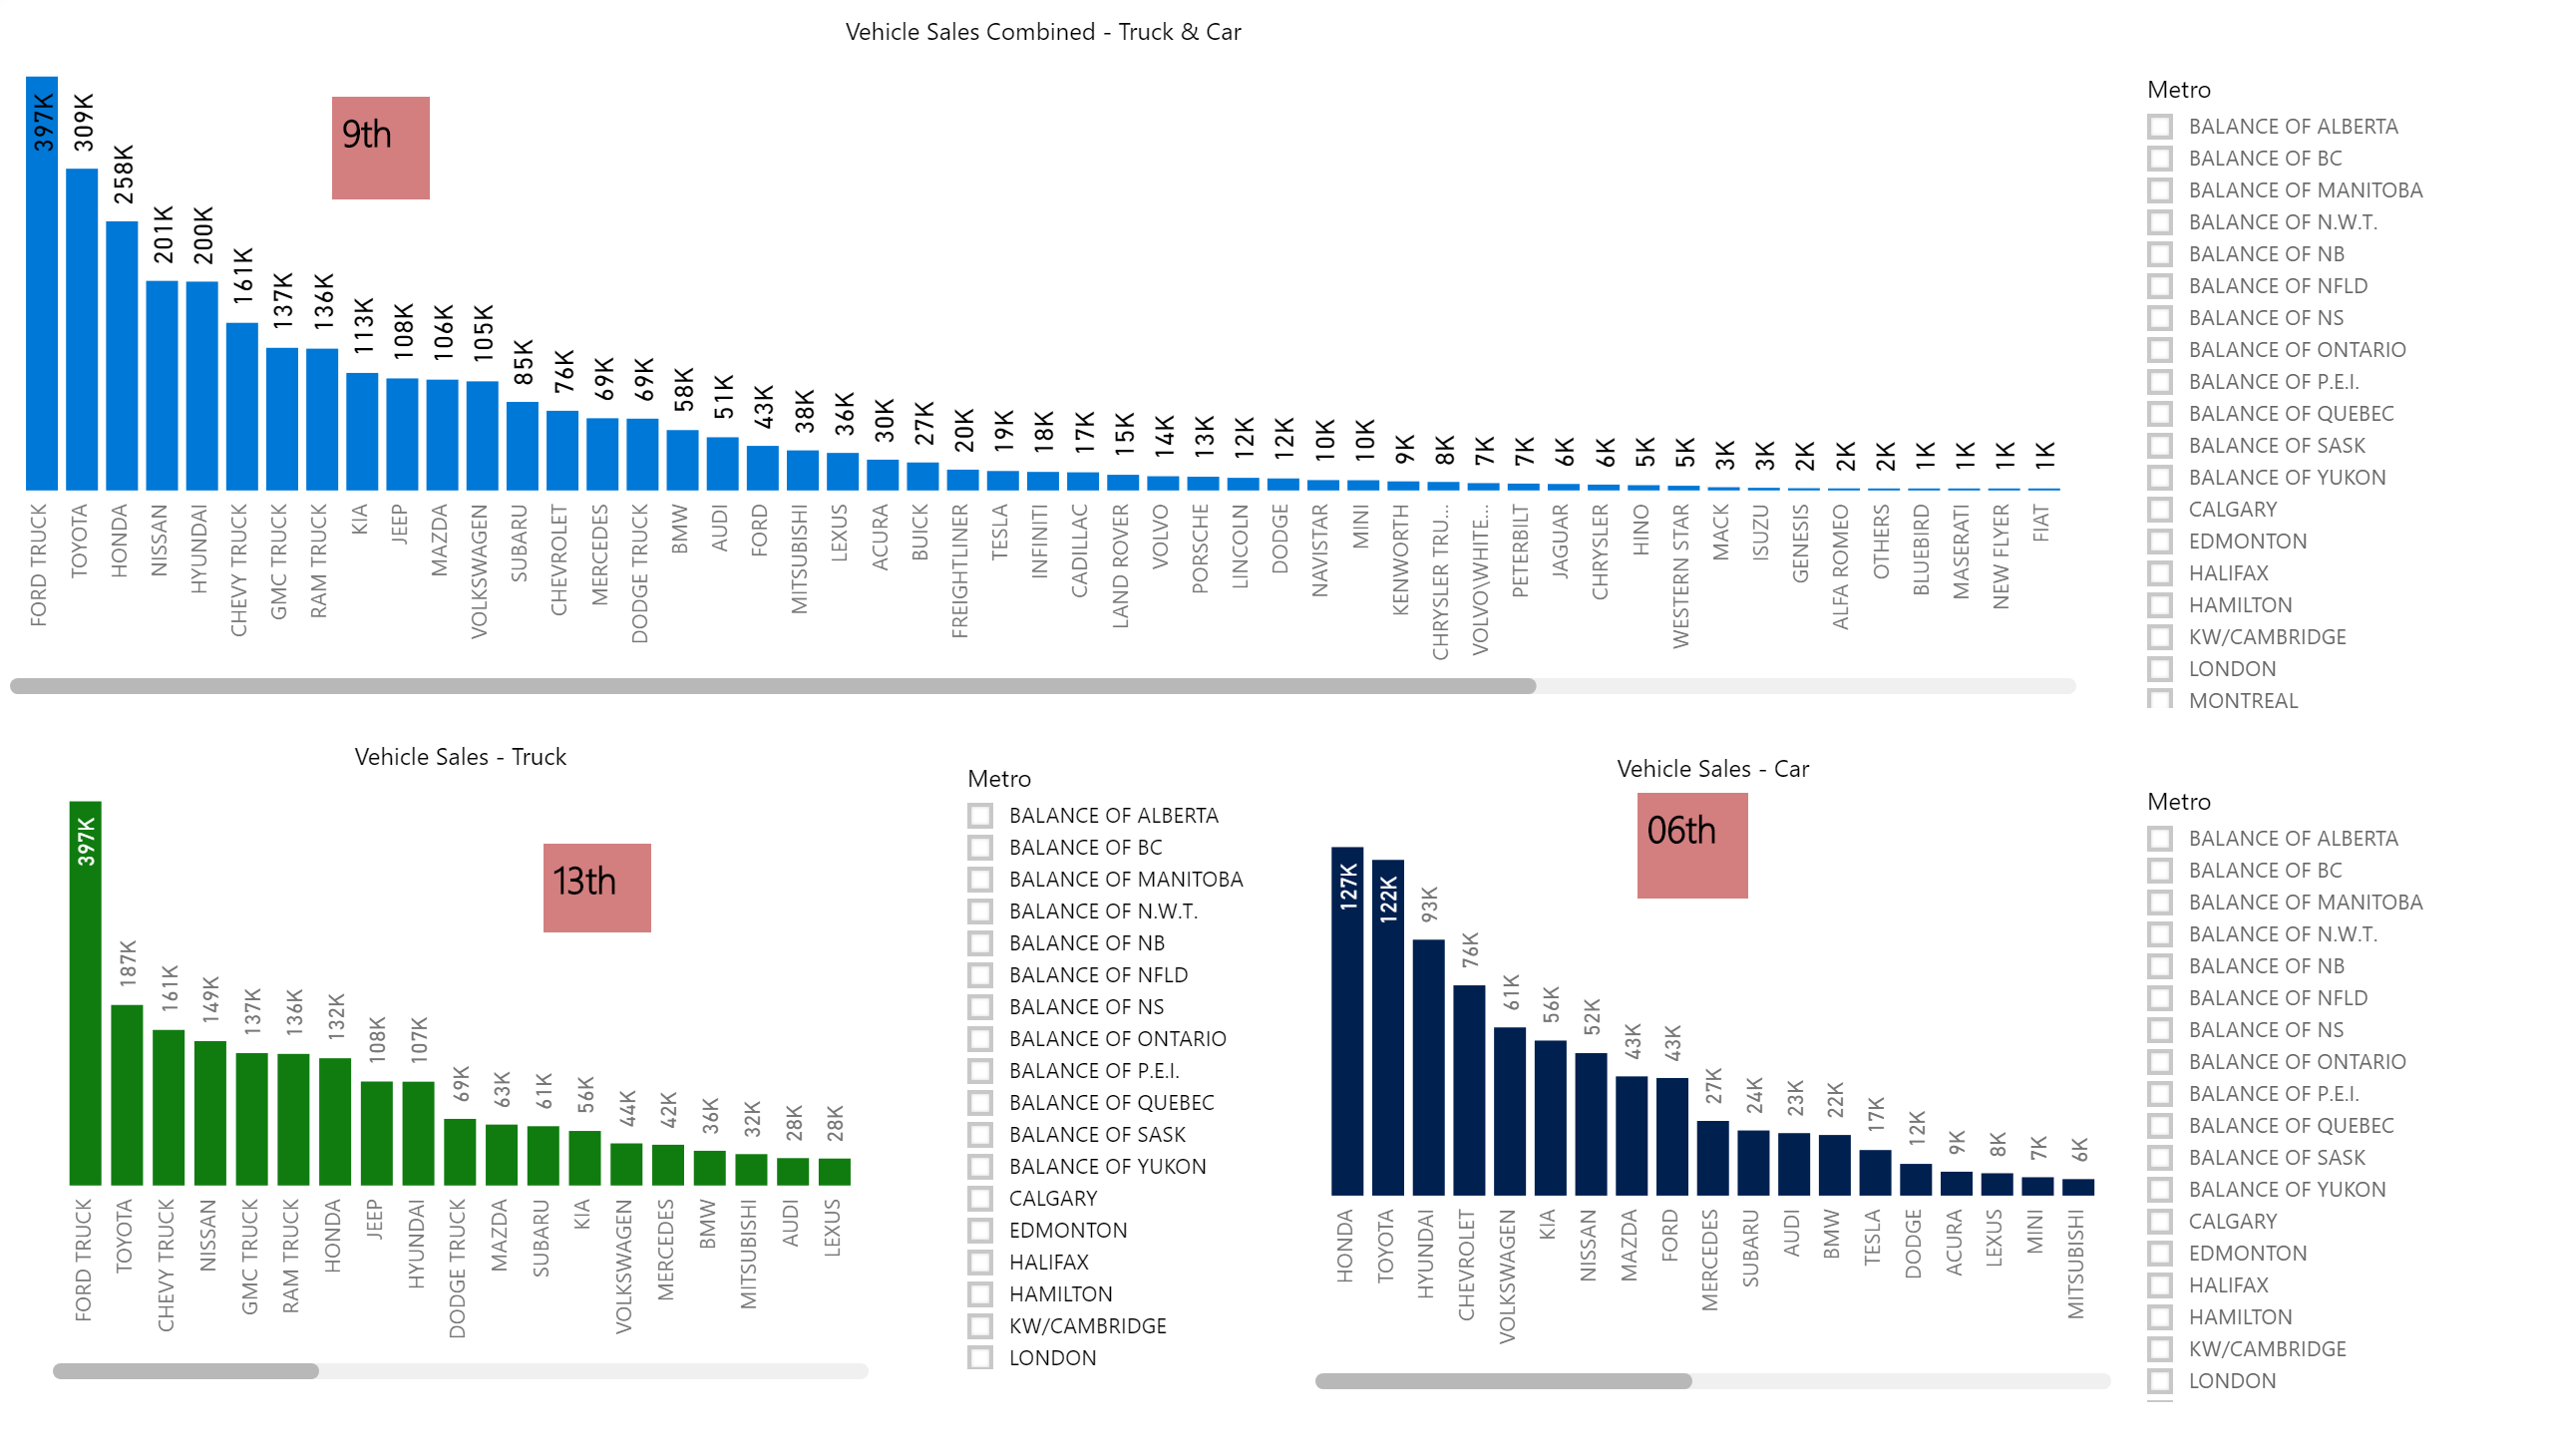 Vehicle Sales Combined - Truck & Car
9th
397K
309K
258K
201K
200K
161K
137K
136K
113K
108K
106K
105K
85K
76K
69K
69K
58K
51K
43K
38K
36K
30K
27K
20K
19K
18K
17K
15K
14K
13K
12K
12K
10K
10K
9K
8K
7K
7K
6K
6K
5K
5K
3K
3K
2K
2K
2K
1K
1K
1K
1K
FORD TRUCK
TOYOTA
HONDA
NISSAN
HYUNDAI
CHEVY TRUCK
GMC TRUCK
RAM TRUCK
KIA
JEEP
MAZDA
VOLKSWAGEN
SUBARU
CHEVROLET
MERCEDES
DODGE TRUCK
BMW
AUDI
FORD
MITSUBISHI
LEXUS
ACURA
BUICK
FREIGHTLINER
TESLA
INFINITI
CADILLAC
LAND ROVER
VOLVO
PORSCHE
LINCOLN
DODGE
NAVISTAR
MINI
KENWORTH
CHRYSLER TRU...
VOLVO\WHITE...
PETERBILT
JAGUAR
CHRYSLER
HINO
WESTERN STAR
MACK
ISUZU
GENESIS
ALFA ROMEO
OTHERS
BLUEBIRD
MASERATI
NEW FLYER
FIAT
Metro
BALANCE OF ALBERTA
BALANCE OF BC
BALANCE OF MANITOBA
BALANCE OF N.W.T.
BALANCE OF NB
BALANCE OF NFLD
BALANCE OF NS
BALANCE OF ONTARIO
BALANCE OF P.E.I.
BALANCE OF QUEBEC
BALANCE OF SASK
BALANCE OF YUKON
CALGARY
EDMONTON
HALIFAX
HAMILTON
KW/CAMBRIDGE
LONDON
MONTREAL
Vehicle Sales - Truck
13th
397K
187K
161K
149K
137K
136K
132K
108K
107K
69K
63K
61K
56K
44K
42K
36K
32K
28K
28K
FORD TRUCK
TOYOTA
CHEVY TRUCK
NISSAN
GMC TRUCK
RAM TRUCK
HONDA
JEEP
HYUNDAI
DODGE TRUCK
MAZDA
SUBARU
KIA
VOLKSWAGEN
MERCEDES
BMW
MITSUBISHI
AUDI
LEXUS
Metro
BALANCE OF ALBERTA
BALANCE OF BC
BALANCE OF MANITOBA
BALANCE OF N.W.T.
BALANCE OF NB
BALANCE OF NFLD
BALANCE OF NS
BALANCE OF ONTARIO
BALANCE OF P.E.I.
BALANCE OF QUEBEC
BALANCE OF SASK
BALANCE OF YUKON
CALGARY
EDMONTON
HALIFAX
HAMILTON
KW/CAMBRIDGE
LONDON
Vehicle Sales - Car
06th
127K
122K
93K
76K
61K
56K
52K
43K
43K
27K
24K
23K
22K
17K
12K
9K
8K
7K
6K
HONDA
TOYOTA
HYUNDAI
CHEVROLET
VOLKSWAGEN
KIA
NISSAN
MAZDA
FORD
MERCEDES
SUBARU
AUDI
BMW
TESLA
DODGE
ACURA
LEXUS
MINI
MITSUBISHI
Metro
BALANCE OF ALBERTA
BALANCE OF BC
BALANCE OF MANITOBA
BALANCE OF N.W.T.
BALANCE OF NB
BALANCE OF NFLD
BALANCE OF NS
BALANCE OF ONTARIO
BALANCE OF P.E.I.
BALANCE OF QUEBEC
BALANCE OF SASK
BALANCE OF YUKON
CALGARY
EDMONTON
HALIFAX
HAMILTON
KW/CAMBRIDGE
LONDON